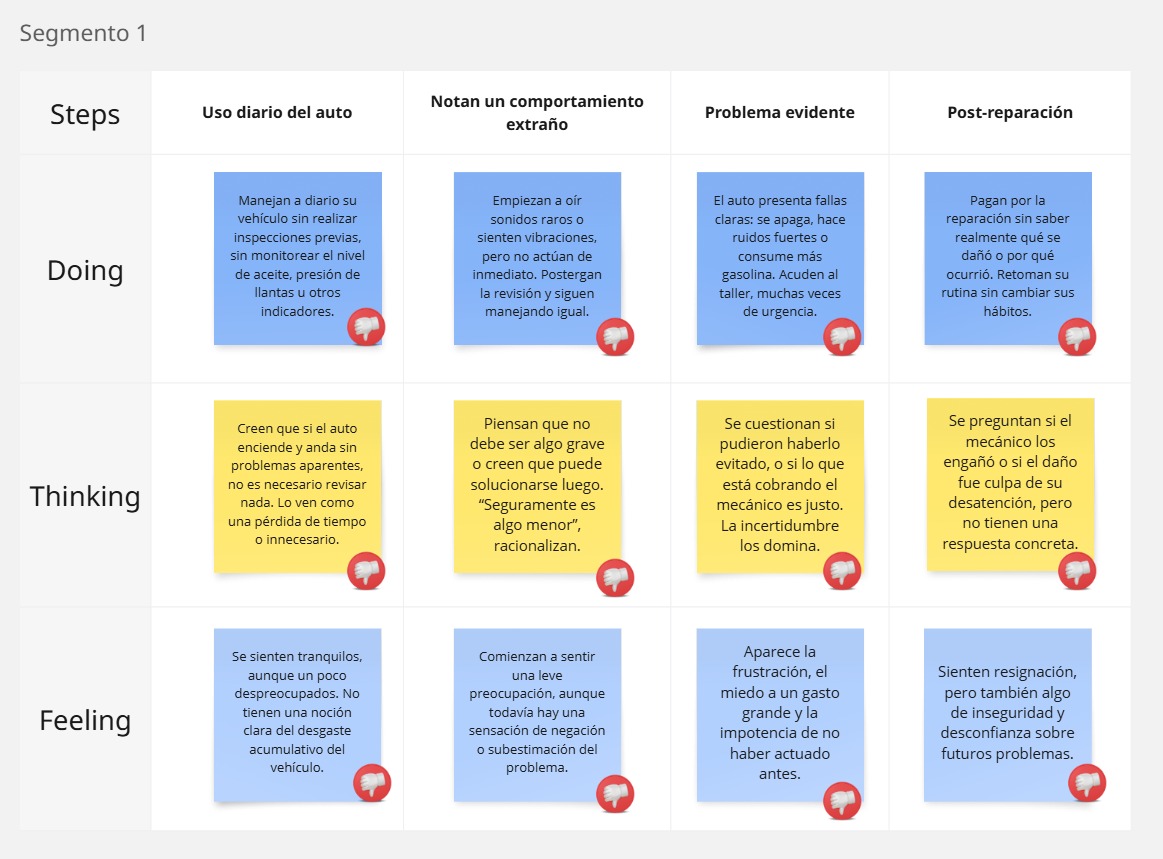 Segmento 1
Steps
Uso diario del auto
Notan un comportamiento
extraño
Problema evidente
Post-reparación
Doing
Manejan a diario su
vehículo sin realizar
inspecciones previas,
sin monitorear el nivel
de aceite, presión de
llantas u otros
indicadores.
Empiezan a oír
sonidos raros o
sienten vibraciones,
pero no actúan de
inmediato. Postergan
la revisión y siguen
manejando igual.
El auto presenta fallas
claras: se apaga, hace
ruidos fuertes o
consume más
gasolina. Acuden al
taller, muchas veces
de urgencia.
Pagan por la
reparación sin saber
realmente qué se
dañó o por qué
ocurrió. Retoman su
rutina sin cambiar sus
hábitos.
Thinking
Creen que si el auto
enciende y anda sin
problemas aparentes,
no es necesario revisar
nada. Lo ven como
una pérdida de tiempo
o innecesario.
Piensan que no
debe ser algo grave
o creen que puede
solucionarse luego.
“Seguramente es
algo menor”,
racionalizan.
Se cuestionan si
pudieron haberlo
evitado, o si lo que
está cobrando el
mecánico es justo.
La incertidumbre
los domina.
Se preguntan si el
mecánico los
engañó o si el daño
fue culpa de su
desatención, pero
no tienen una
respuesta concreta.
Feeling
Se sienten tranquilos,
aunque un poco
despreocupados. No
tienen una noción
clara del desgaste
acumulativo del
vehículo.
Comienzan a sentir
una leve
preocupación, aunque
todavía hay una
sensación de negación
o subestimación del
problema.
Aparece la
frustración, el
miedo a un gasto
grande y la
impotencia de no
haber actuado
antes.
Sienten resignación,
pero también algo
de inseguridad y
desconfianza sobre
futuros problemas.